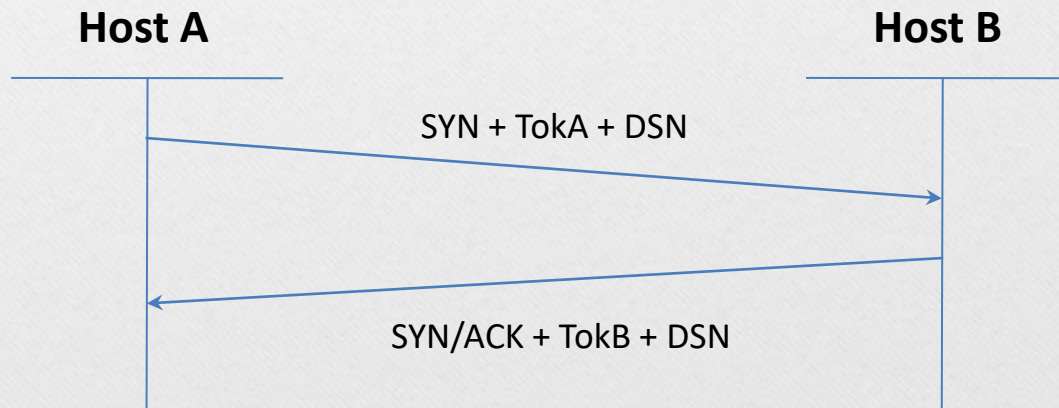 Host A
Host B
SYN + TokA + DSN
SYN/ACK + TokB + DSN